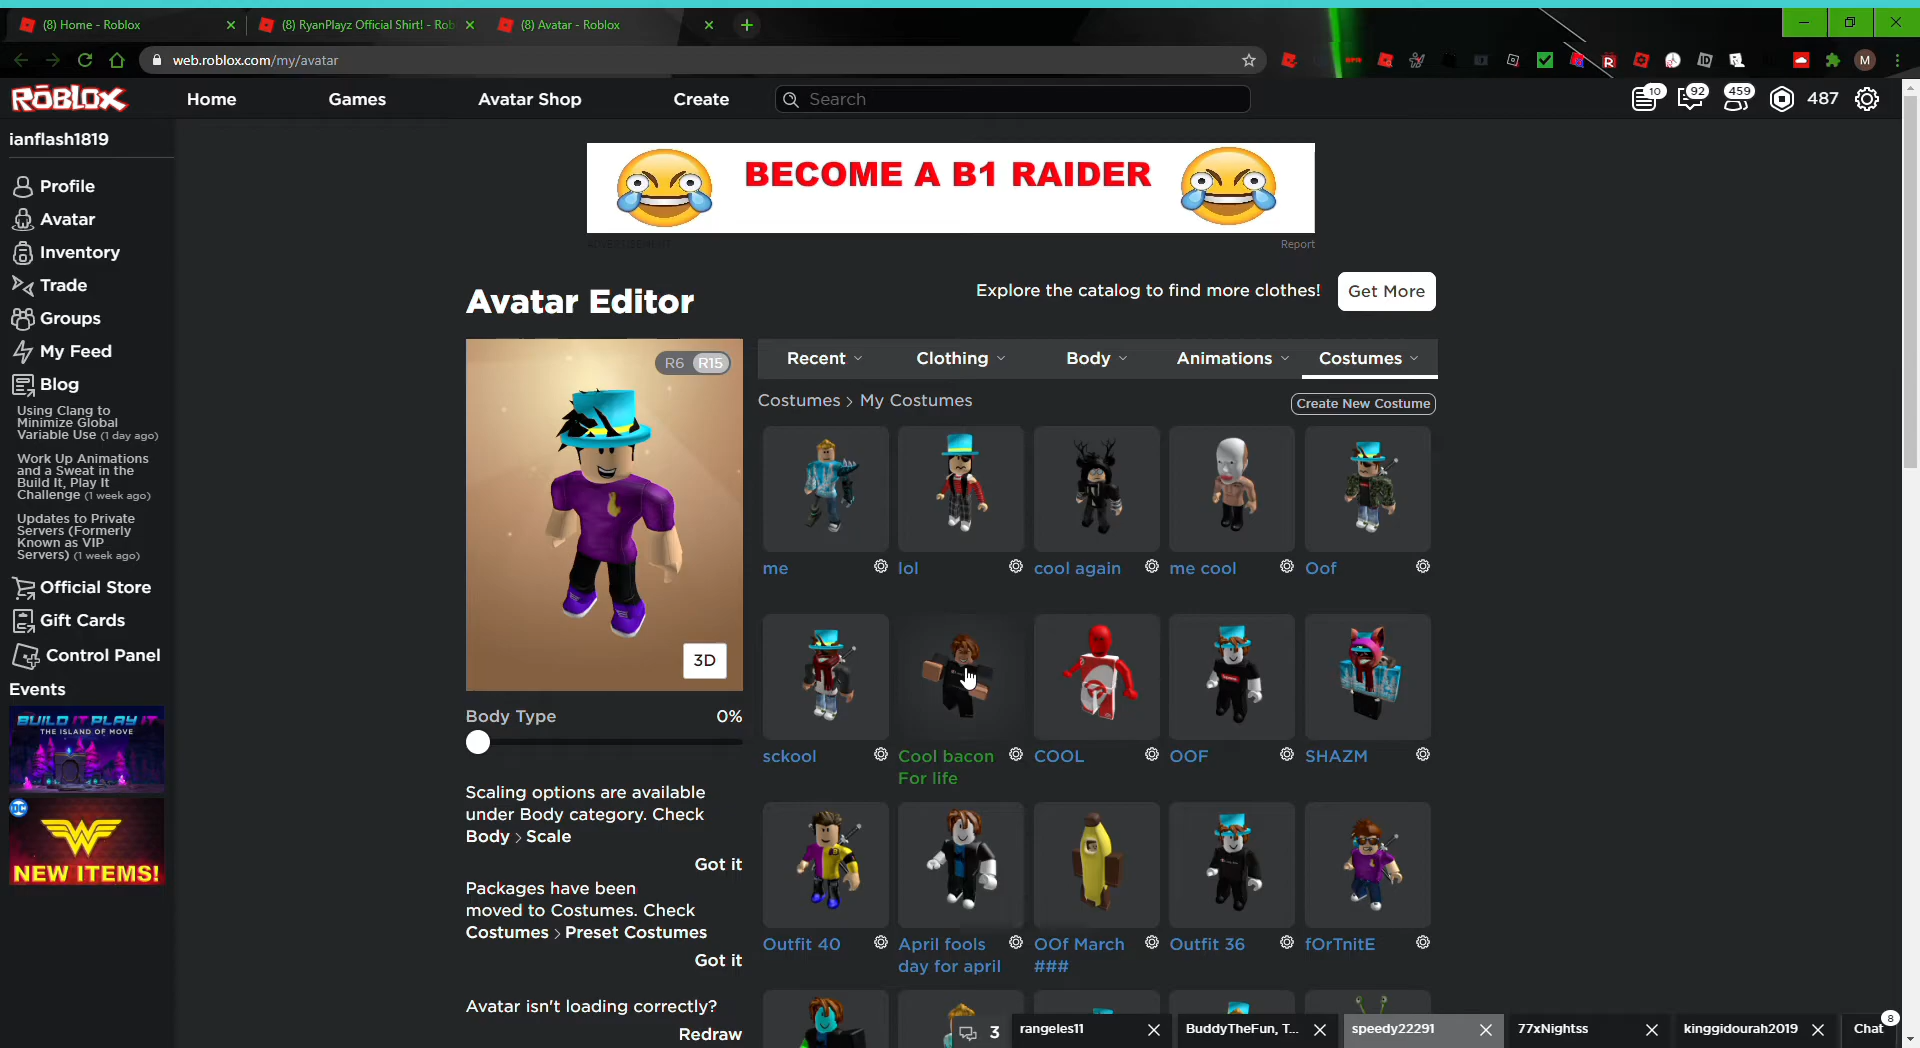 (8) Home - Roblox
(8) RyanPlayz Official Shirt! - Rob
(8) Avatar - Roblox
web.roblox.com/my/avatar
M
ROBLOX
Home
Games
Avatar Shop
Create
Search
10
92
459
487
ianflash1819
Profile
Avatar
Inventory
Trade
Groups
My Feed
Blog
Using Clang to
Minimize Global
Variable Use (1 day ago)
Work Up Animations
and a Sweat in the
Build It, Play It
Challenge (1 week ago)
Updates to Private
Servers (Formerly
Known as VIP
Servers) (1 week ago)
Official Store
Gift Cards
Control Panel
Events
BUILD IT PLAY IT
THE ISLAND OF MOVE
DC
NEW ITEMS!
BECOME A B1 RAIDER
ADVERTISEMENT
Report
Avatar Editor
Explore the catalog to find more clothes!
Get More
R6 R15
3D
Body Type 0%
Scaling options are available
under Body category. Check
Body > Scale
Got it
Packages have been
moved to Costumes. Check
Costumes > Preset Costumes
Got it
Avatar isn't loading correctly?
Redraw
Recent
Clothing
Body
Animations
Costumes
Costumes > My Costumes
Create New Costume
me
lol
cool again
me cool
Oof
sckool
Cool bacon
For life
COOL
OOF
SHAZM
Outfit 40
April fools
day for april
OOf March
###
Outfit 36
fOrTnitE
3
rangeles11
BuddyTheFun, T...
speedy22291
77xNightss
kinggidourah2019
Chat
8